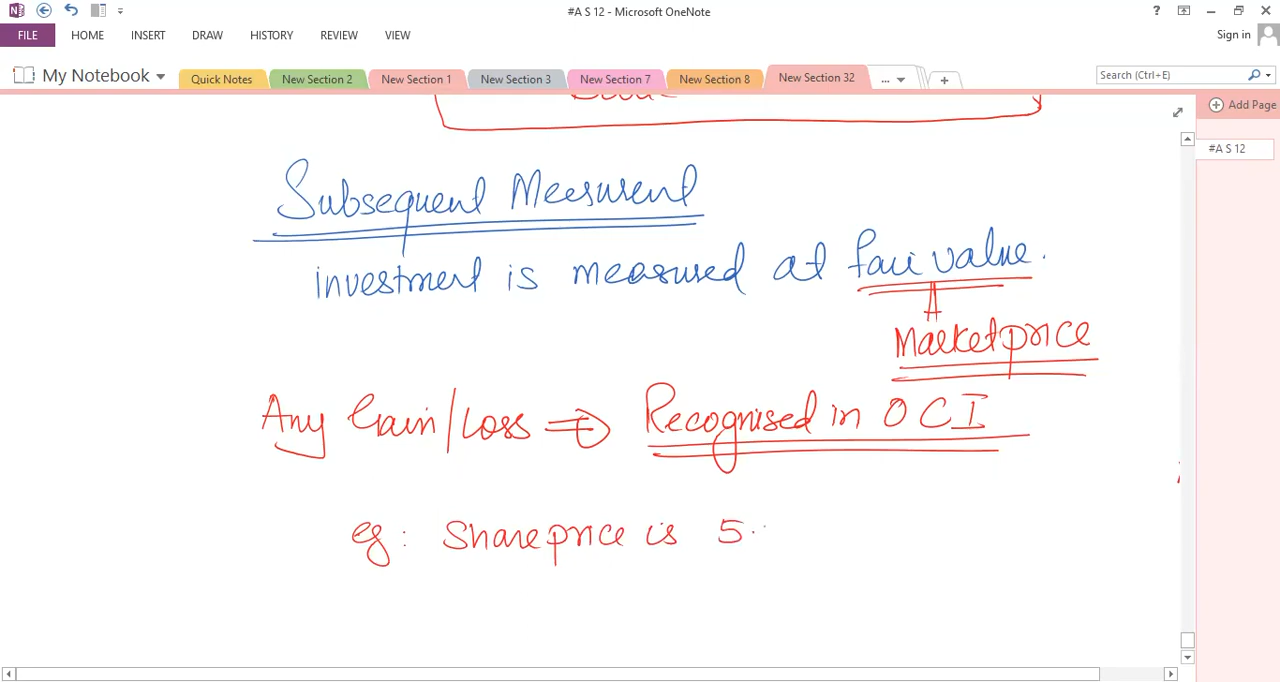 #A S 12 - Microsoft OneNote
FILE HOME INSERT DRAW HISTORY REVIEW VIEW
Sign in
My Notebook Quick Notes New Section 2 New Section 1 New Section 3 New Section 7 New Section 8 New Section 32 ... Search (Ctrl+E)
Add Page
#A S 12
Subsequent Measurent
investment is measured at fair value.
Marketprice
Any Gain/Loss ⇒ Recognised in OCI
eg: Shareprice is 5.